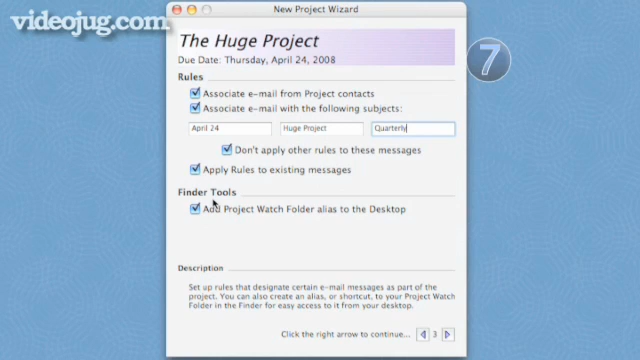 videojug.com
New Project Wizard
The Huge Project
7
Due Date: Thursday, April 24, 2008
Rules
Associate e-mail from Project contacts
Associate e-mail with the following subjects:
April 24 Huge Project Quarterly
Don't apply other rules to these messages
Apply Rules to existing messages
Finder Tools
Add Project Watch Folder alias to the Desktop
Description
Set up rules that designate certain e-mail messages as part of the
project. You can also create an alias, or shortcut, to your Project Watch
Folder in the Finder for easy access to it from your desktop.
Click the right arrow to continue... 3